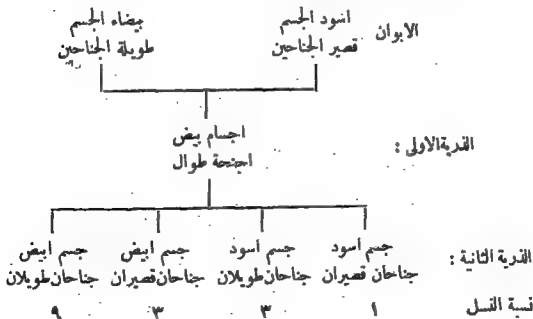 الابوان
اسود الجسم
قصير الجناحين
بيضاء الجسم
طويلة الجناحين
الذرية الاولى :
اجسام بيض
اجنحة طوال
الذرية الثانية :
جسم اسود
جناحان قصيران
جسم اسود
جناحان طويلان
جسم ابيض
جناحان قصيران
جسم ابيض
جناحان طويلان
نسبة النسل ١ ٣ ٣ ٩